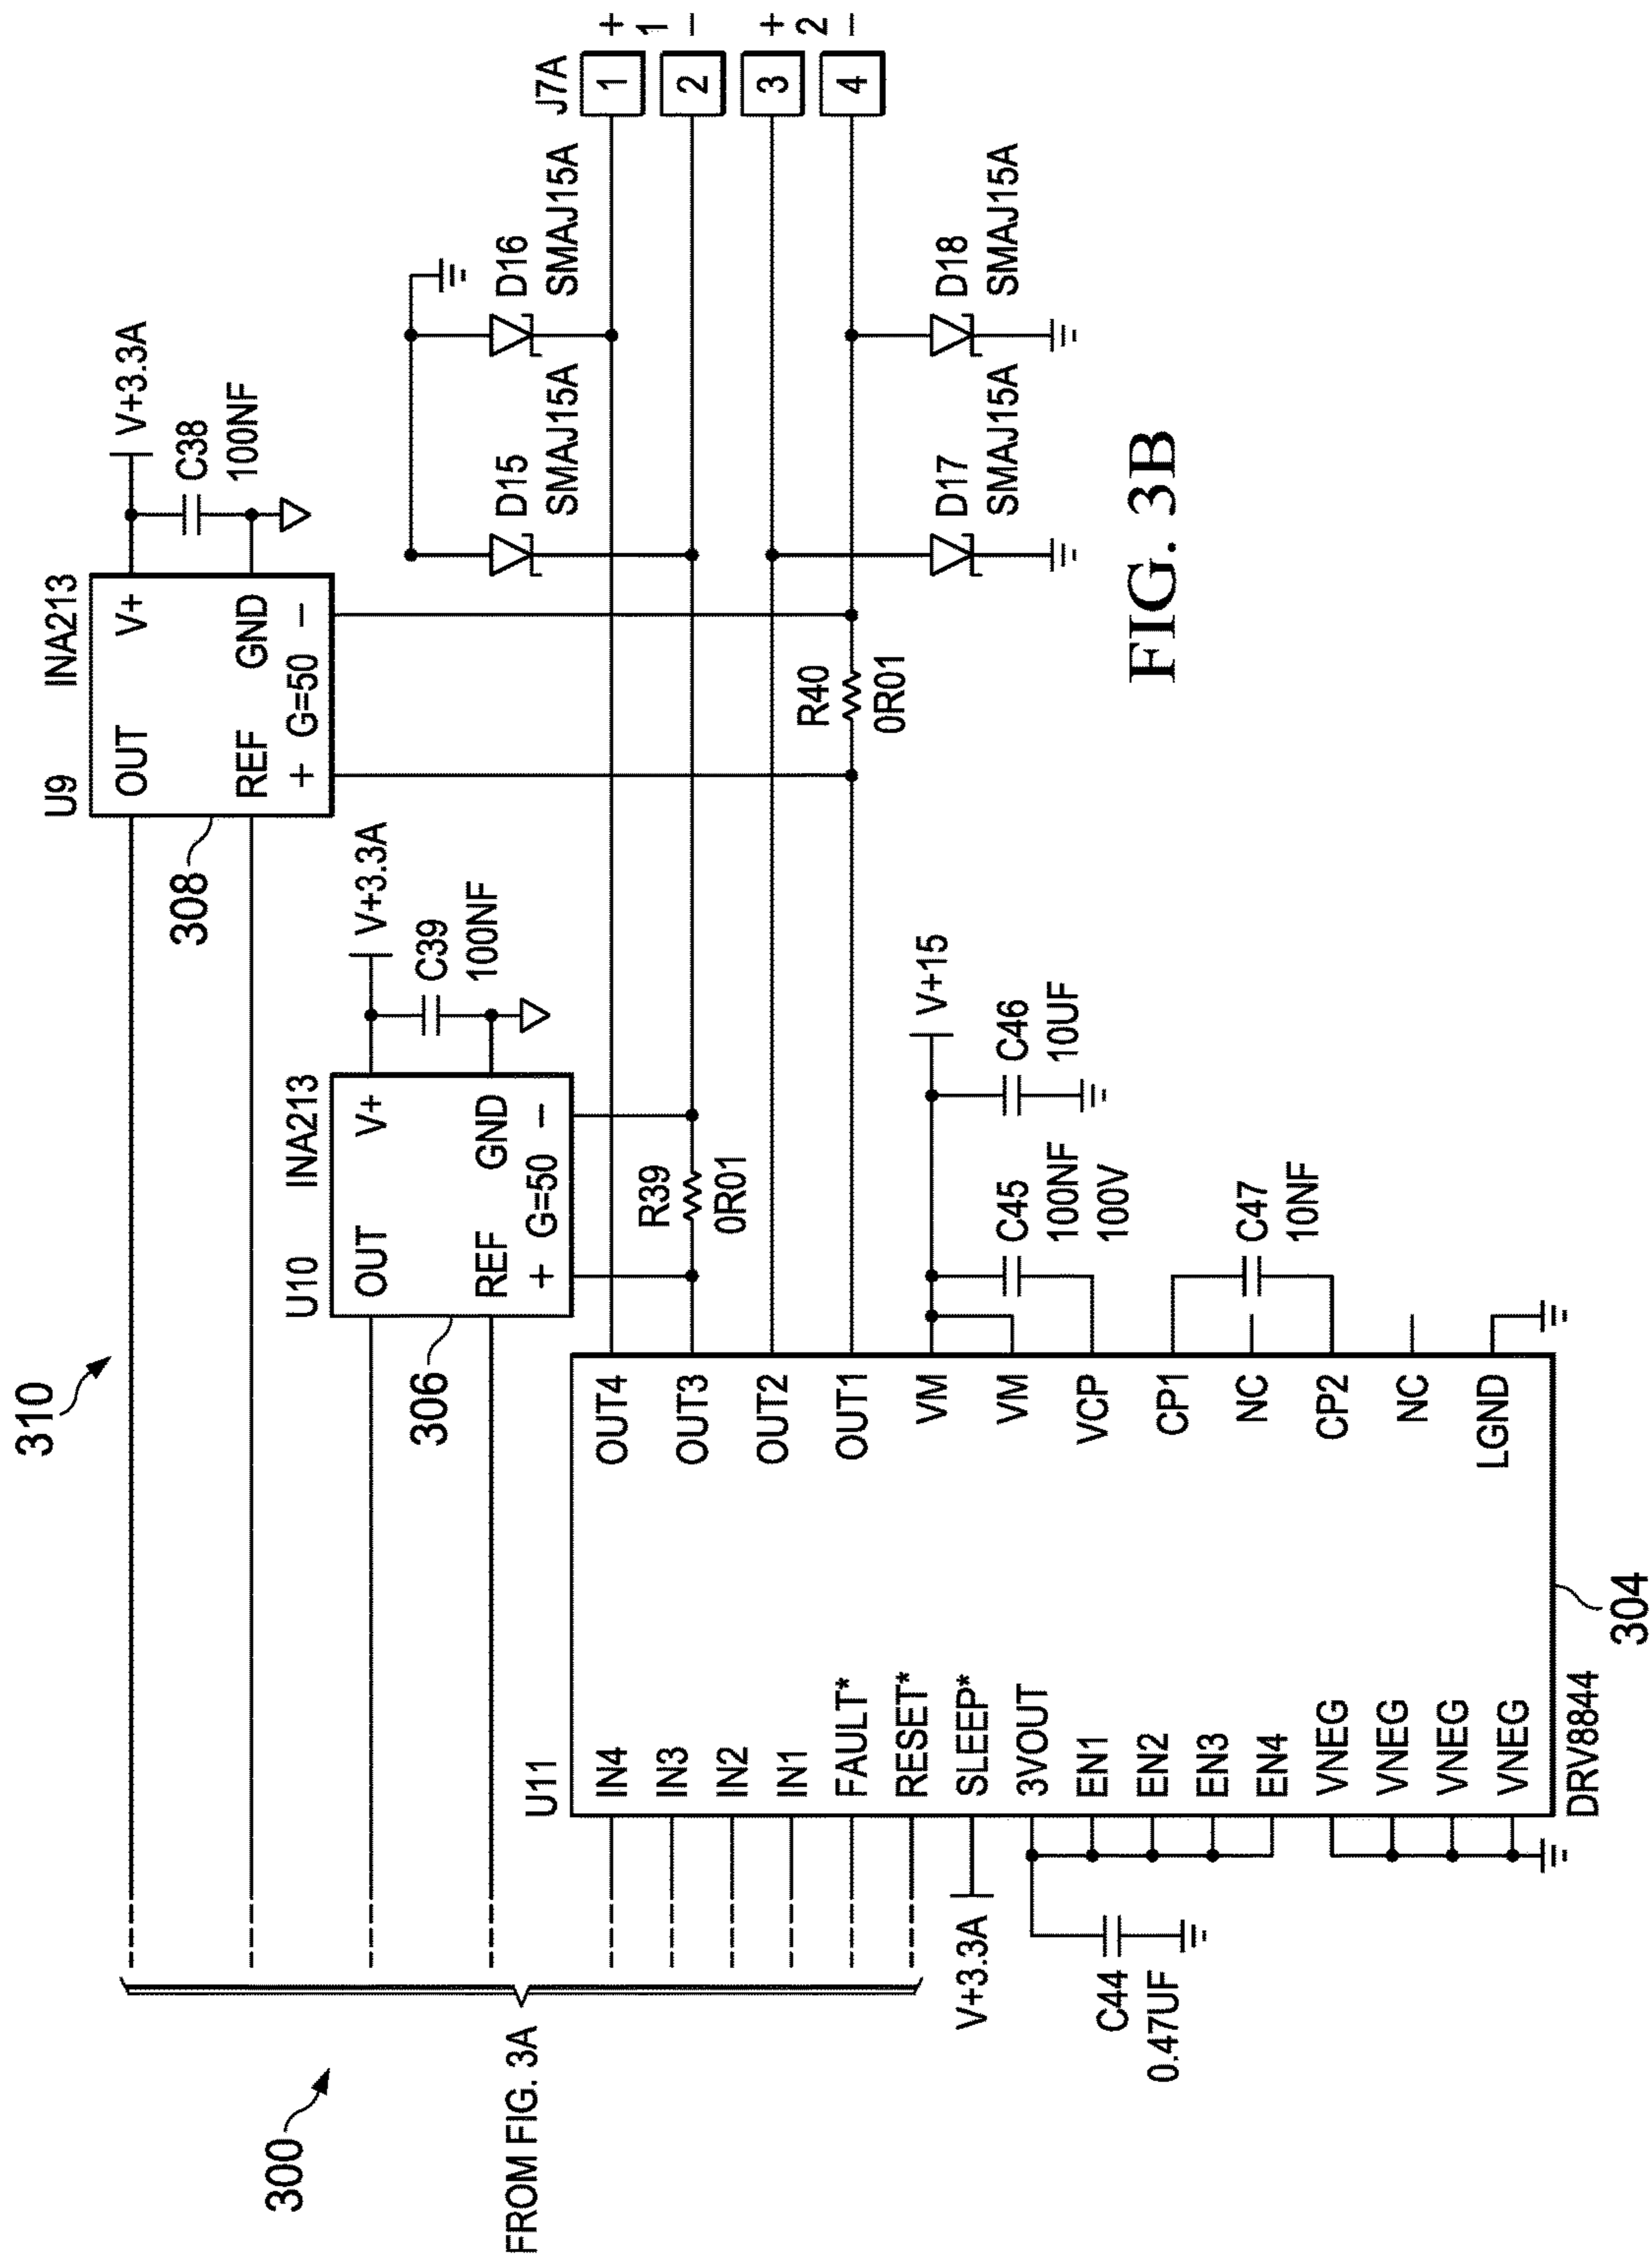 310
300
FROM FIG. 3A
U9
INA213
OUT
V+
REF
GND
+ G=50 −
308
V+3.3A
C38
100NF
U10
INA213
OUT
V+
REF
GND
+ G=50 −
306
V+3.3A
C39
100NF
R39
0R01
R40
0R01
D15
SMAJ15A
D16
SMAJ15A
D17
SMAJ15A
D18
SMAJ15A
J7A
1
2
3
4
+
1
−
+
2
−
U11
IN4
IN3
IN2
IN1
FAULT*
RESET*
SLEEP*
3VOUT
EN1
EN2
EN3
EN4
VNEG
VNEG
VNEG
VNEG
OUT4
OUT3
OUT2
OUT1
VM
VM
VCP
CP1
NC
CP2
NC
LGND
DRV8844
304
V+3.3A
C44
0.47UF
V+15
C45
100NF
100V
C46
10UF
C47
10NF
FIG. 3B